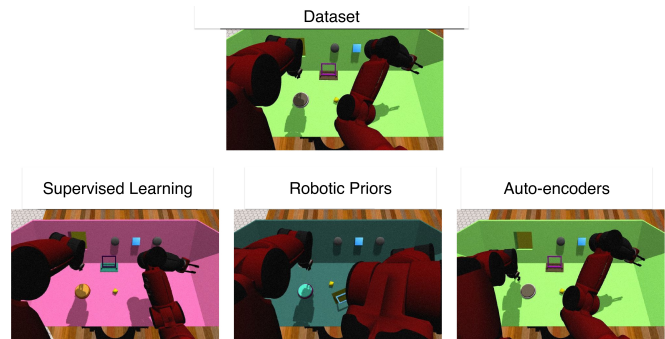 Dataset
Supervised Learning
Robotic Priors
Auto-encoders